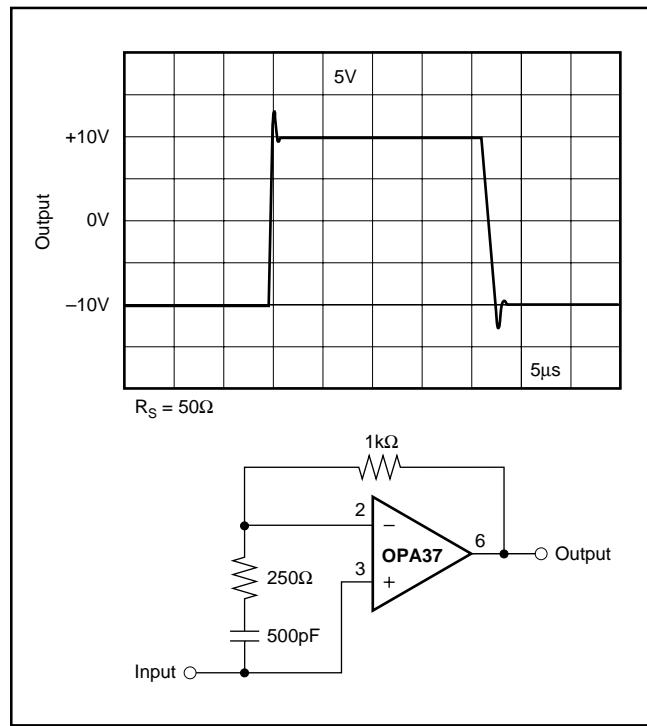 5V
+10V
Output
0V
–10V
5µs
R_S = 50Ω
1kΩ
2
–
OPA37
6
Output
3
+
250Ω
500pF
Input